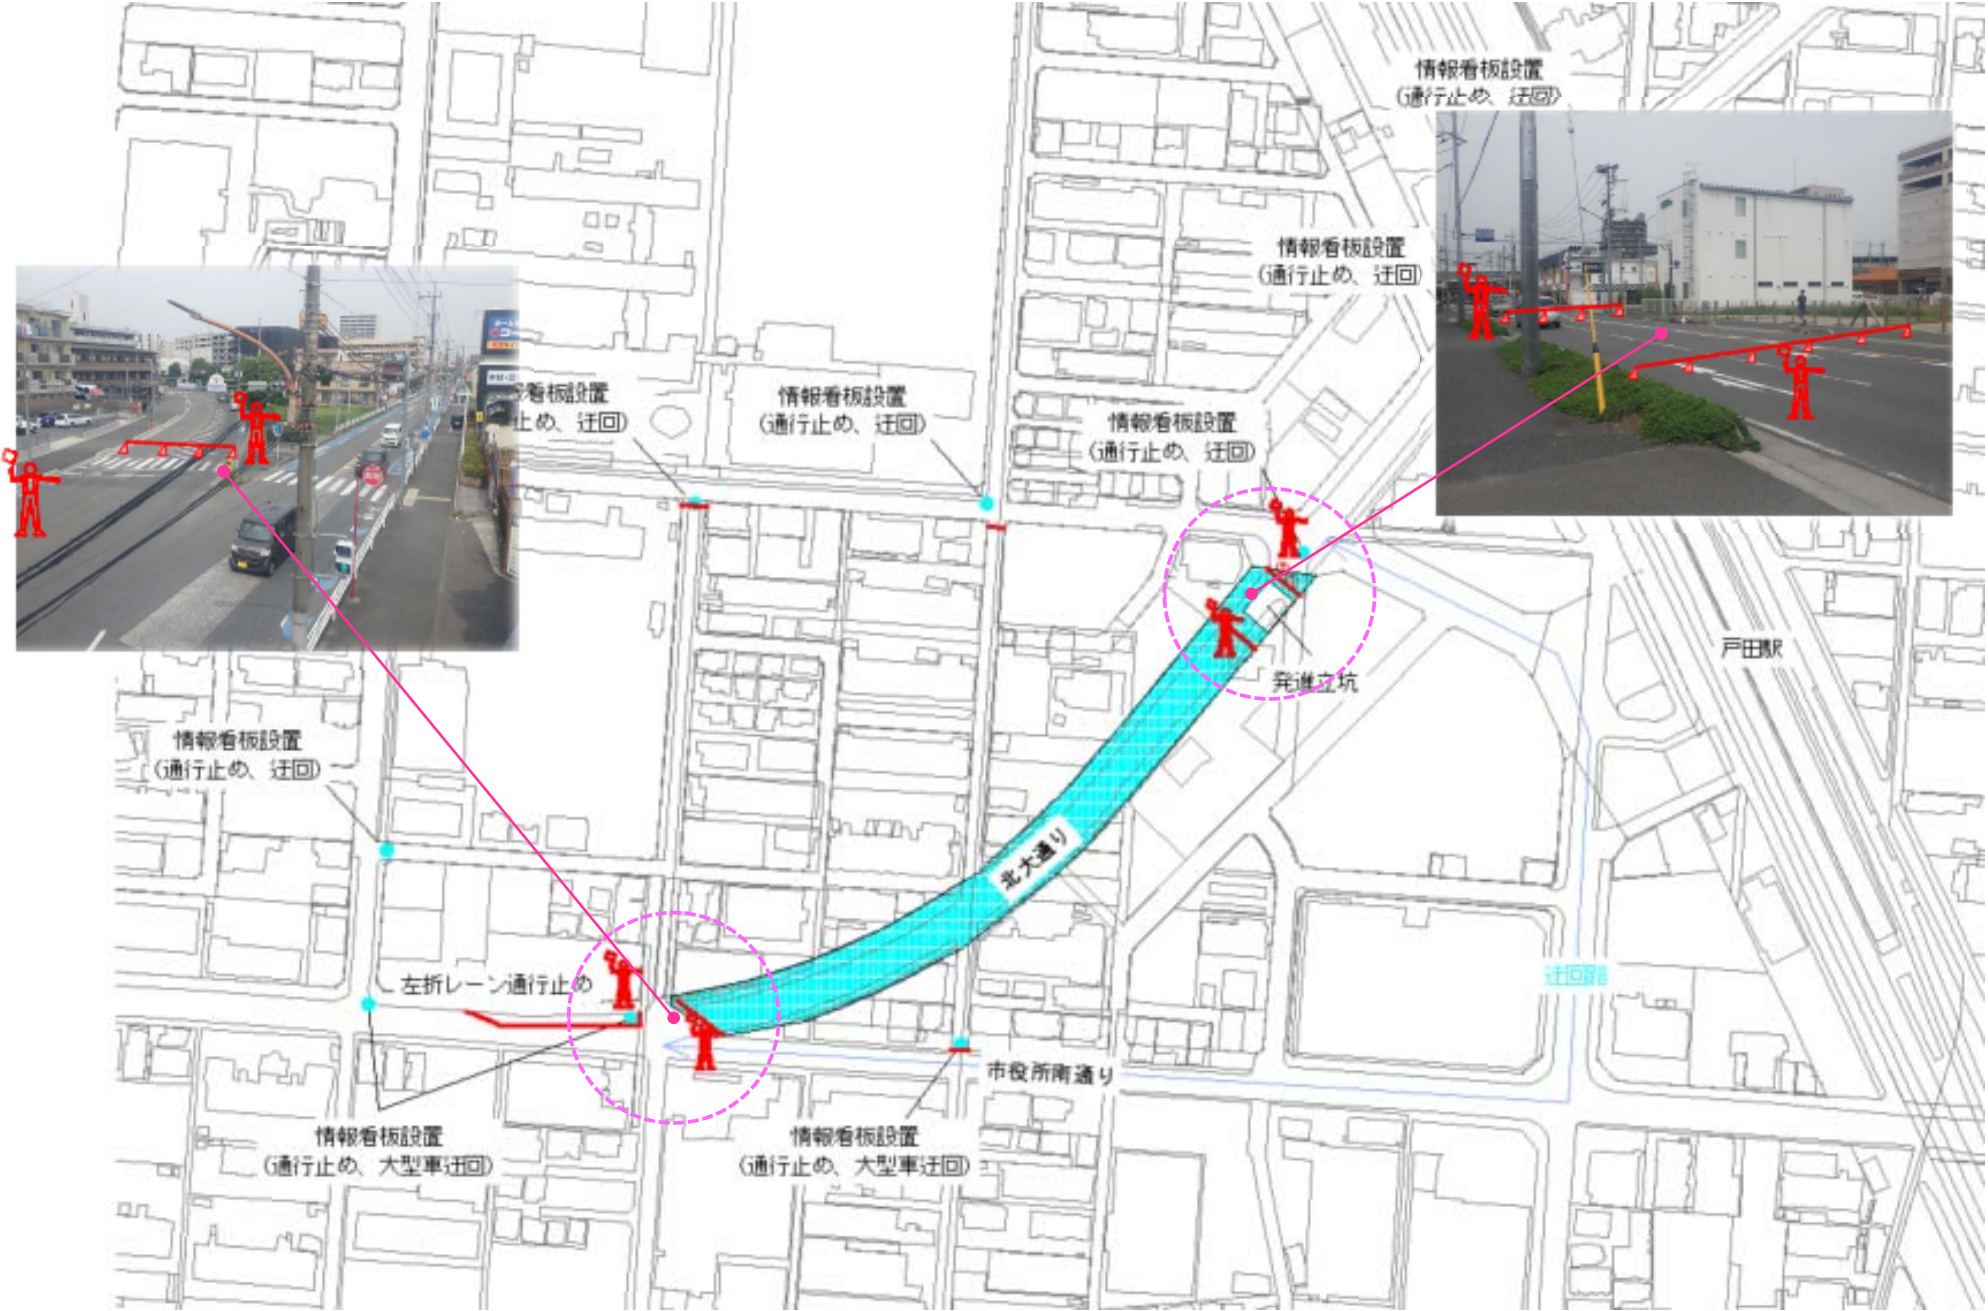 情報看板設置
(通行止め、迂回)
情報看板設置
(通行止め、迂回)
看板設置
止め、迂回)
情報看板設置
(通行止め、迂回)
情報看板設置
(通行止め、迂回)
戸田駅
発進立坑
情報看板設置
(通行止め、迂回)
北大通り
左折レーン通行止め
迂回路
市役所南通り
情報看板設置
(通行止め、大型車迂回)
情報看板設置
(通行止め、大型車迂回)